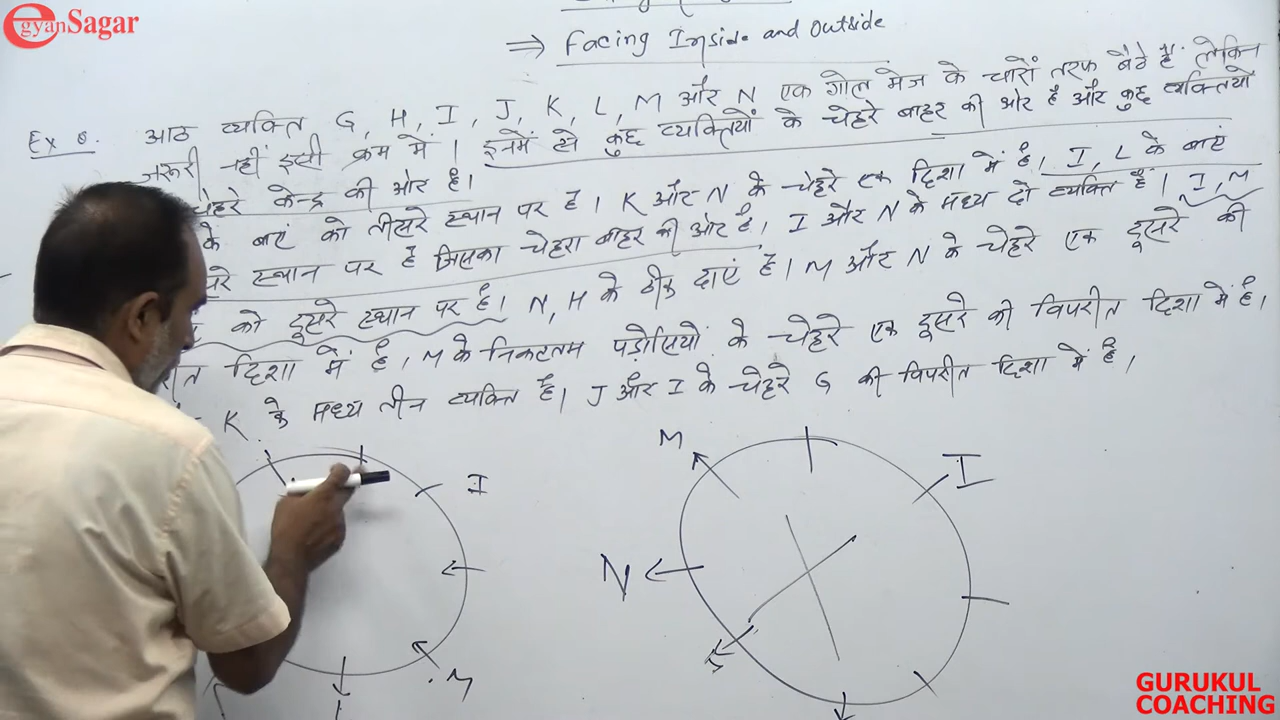 egyanSagar
⇒ Facing Inside and Outside
Ex 8. आठ व्यक्ति G, H, I, J, K, L, M और N एक गोल मेज के चारों तरफ बैठे हैं। लेकिन
जरूरी नहीं इसी क्रम में। इनमें से कुछ व्यक्तियों के चेहरे बाहर की ओर है और कुछ व्यक्तियों
चेहरे केन्द्र की ओर है।
के बाएं को तीसरे स्थान पर है। K और N के चेहरे एक दिशा में है। I, L के बाएं
स्थान पर है जिसका चेहरा बाहर की ओर है। I और N के मध्य दो व्यक्ति है। I, M
को दूसरे स्थान पर है। N, H के ठीक दाएं है। M और N के चेहरे एक दूसरे की
दिशा में है। M के निकटतम पड़ोसियों के चेहरे एक दूसरे की विपरीत दिशा में है।
K के मध्य तीन व्यक्ति है। J और I के चेहरे G की विपरीत दिशा में है।
I
M
M
I
N
GURUKUL
COACHING